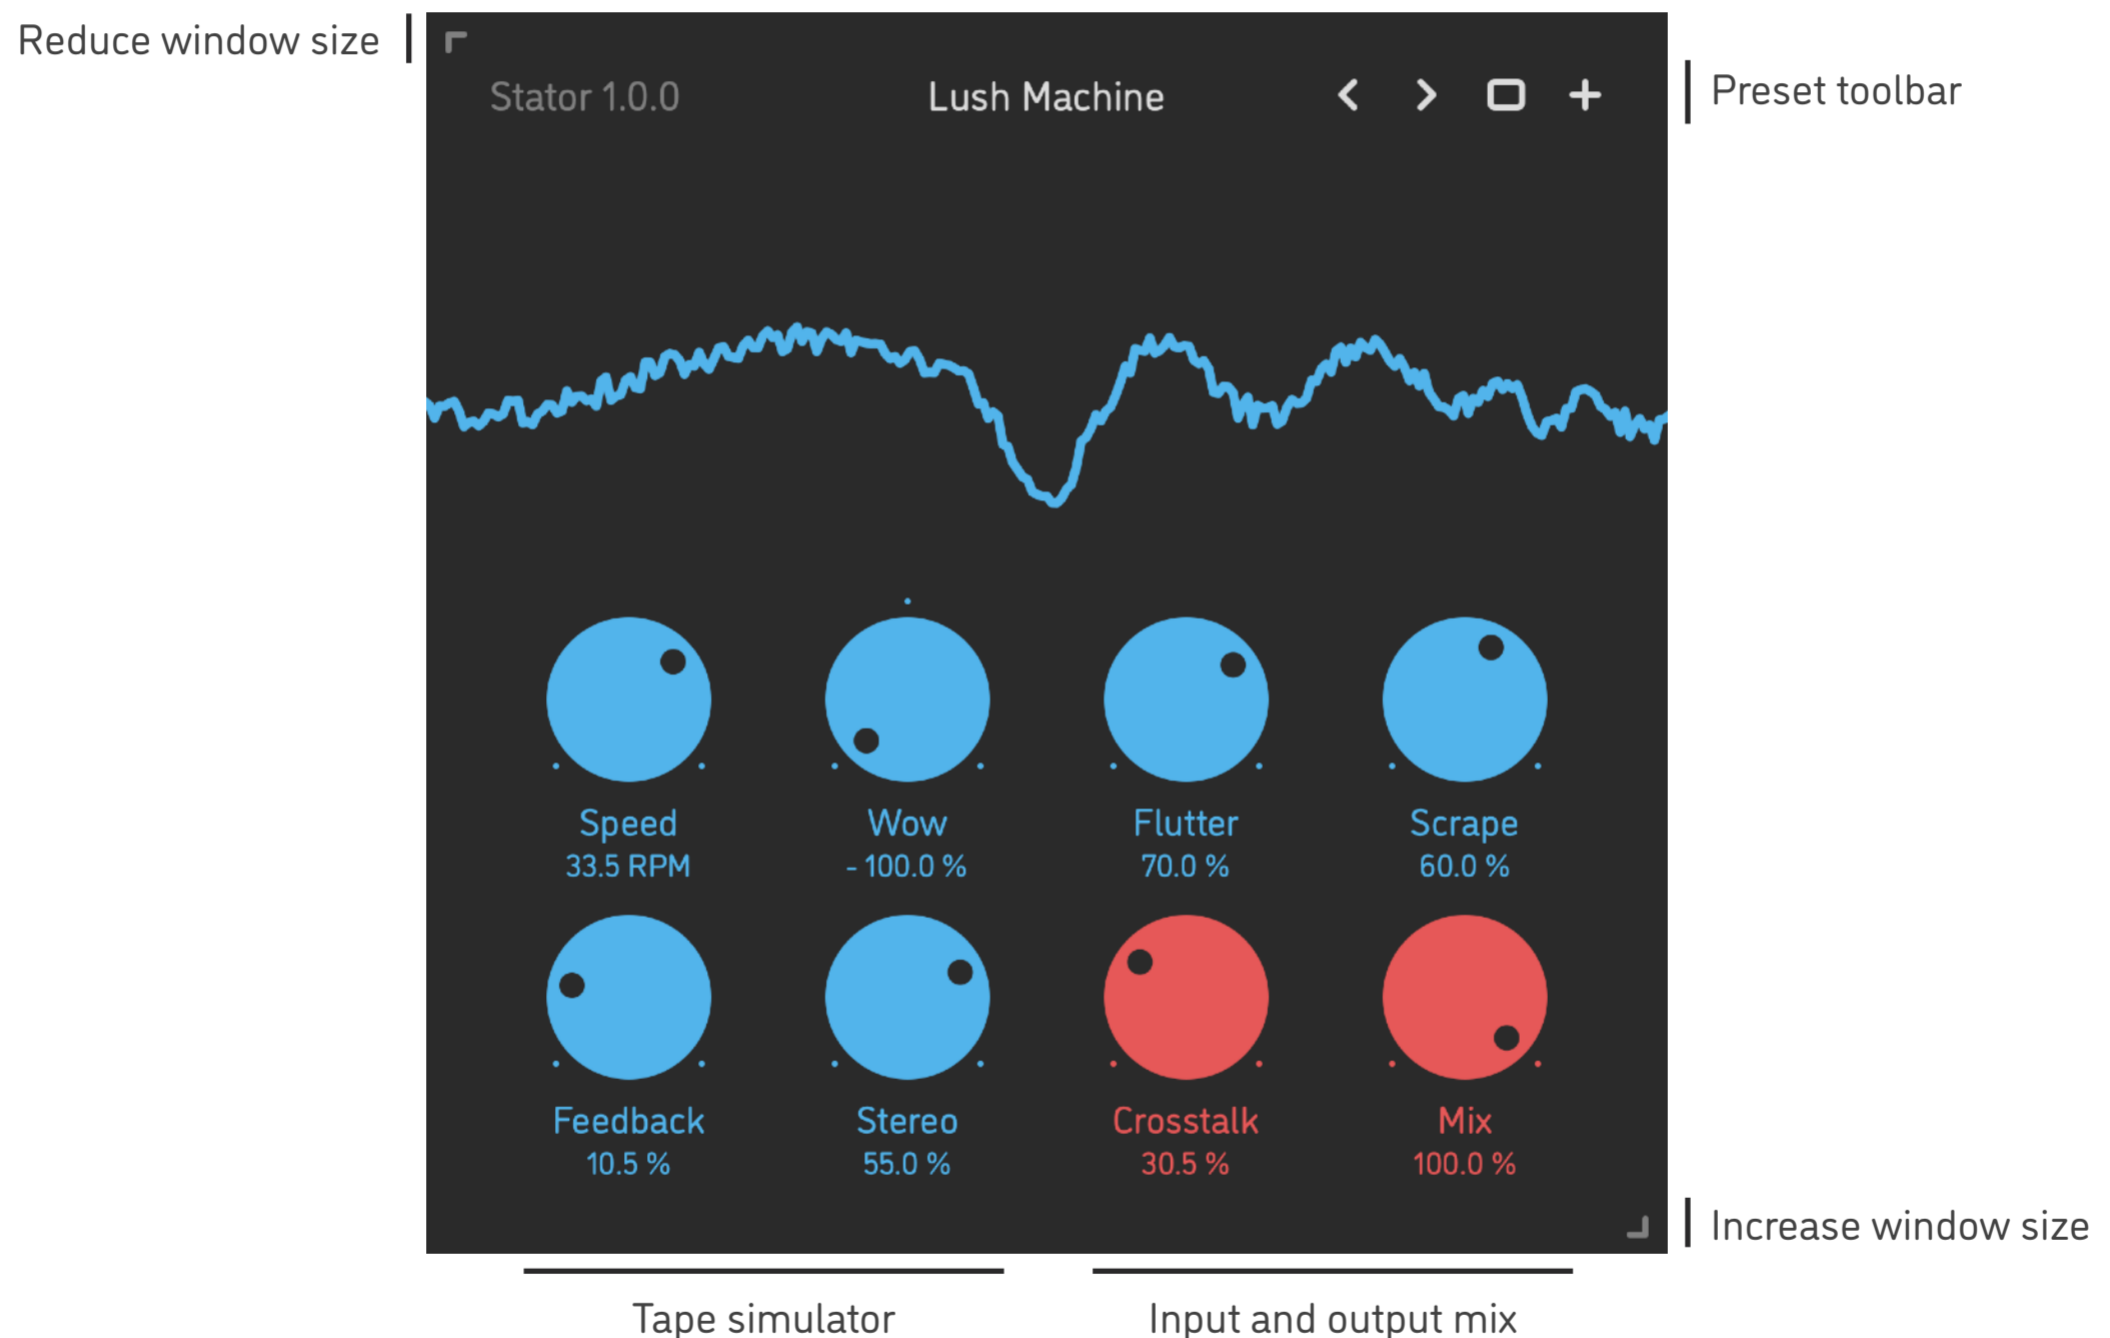 Reduce window size
Preset toolbar
Stator 1.0.0
Lush Machine
Speed
33.5 RPM
Wow
- 100.0 %
Flutter
70.0 %
Scrape
60.0 %
Feedback
10.5 %
Stereo
55.0 %
Crosstalk
30.5 %
Mix
100.0 %
Increase window size
Tape simulator
Input and output mix